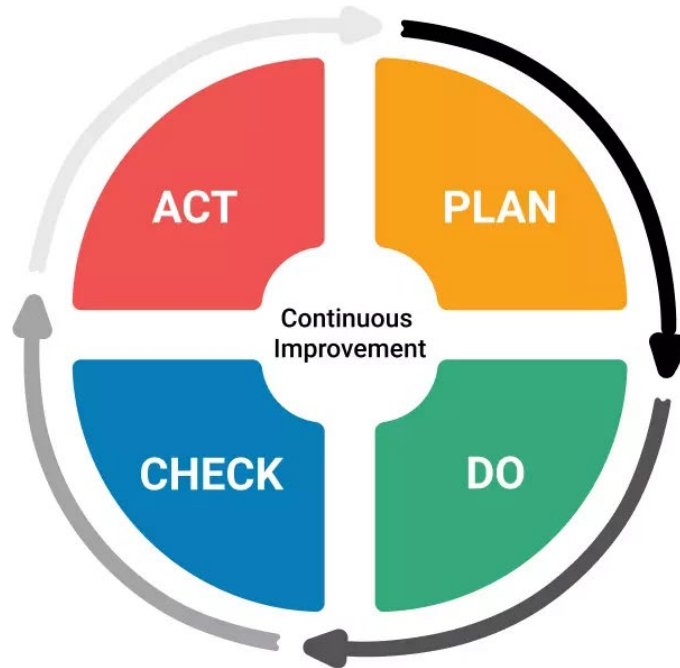 ACT
PLAN
Continuous
Improvement
CHECK
DO